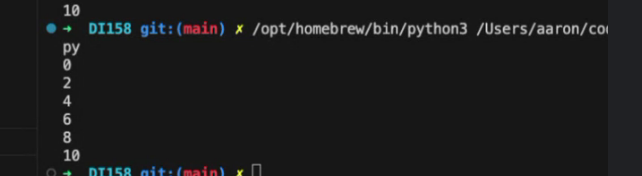 10
➜ DI158 git:(main) ✗ /opt/homebrew/bin/python3 /Users/aaron/co
py
0
2
4
6
8
10
➜ DI158 git:(main) ✗